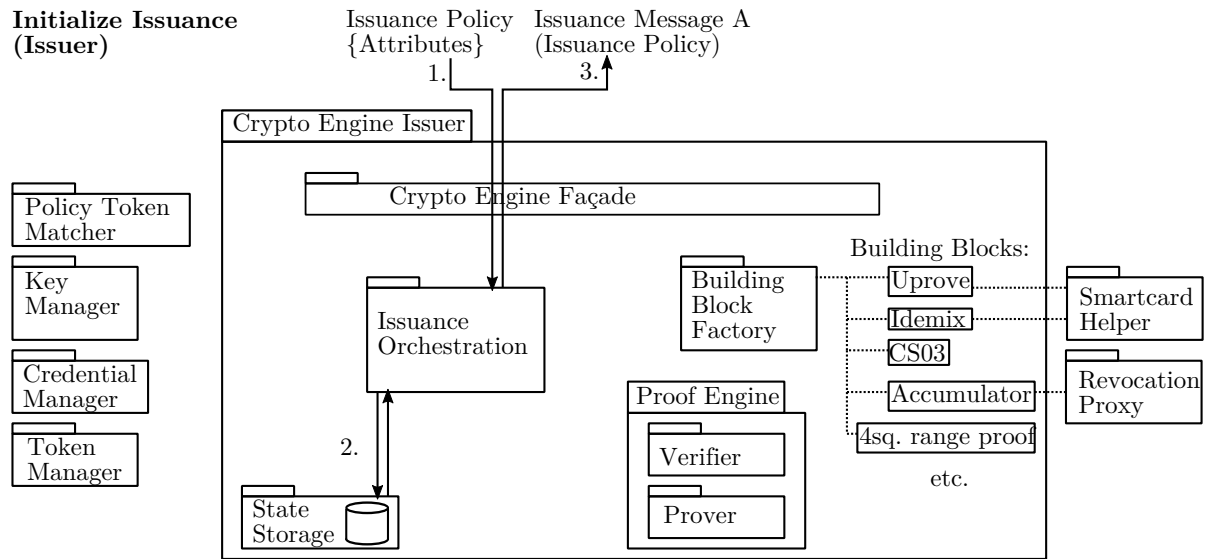 Initialize Issuance
(Issuer)
Issuance Policy
{Attributes}
Issuance Message A
(Issuance Policy)
1.
3.
Crypto Engine Issuer
Crypto Engine Façade
Policy Token
Matcher
Key
Manager
Credential
Manager
Token
Manager
Issuance
Orchestration
2.
State
Storage
Building
Block
Factory
Proof Engine
Verifier
Prover
Building Blocks:
Uprove
Idemix
CS03
Accumulator
4sq. range proof
etc.
Smartcard
Helper
Revocation
Proxy